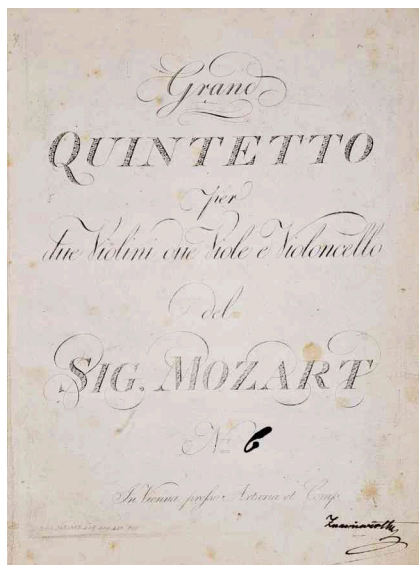 Grand
QUINTETTO
per
due Violini due Viole e Violoncello
del
SIG. MOZART
No. 6
In Vienna presso Artaria et Comp.